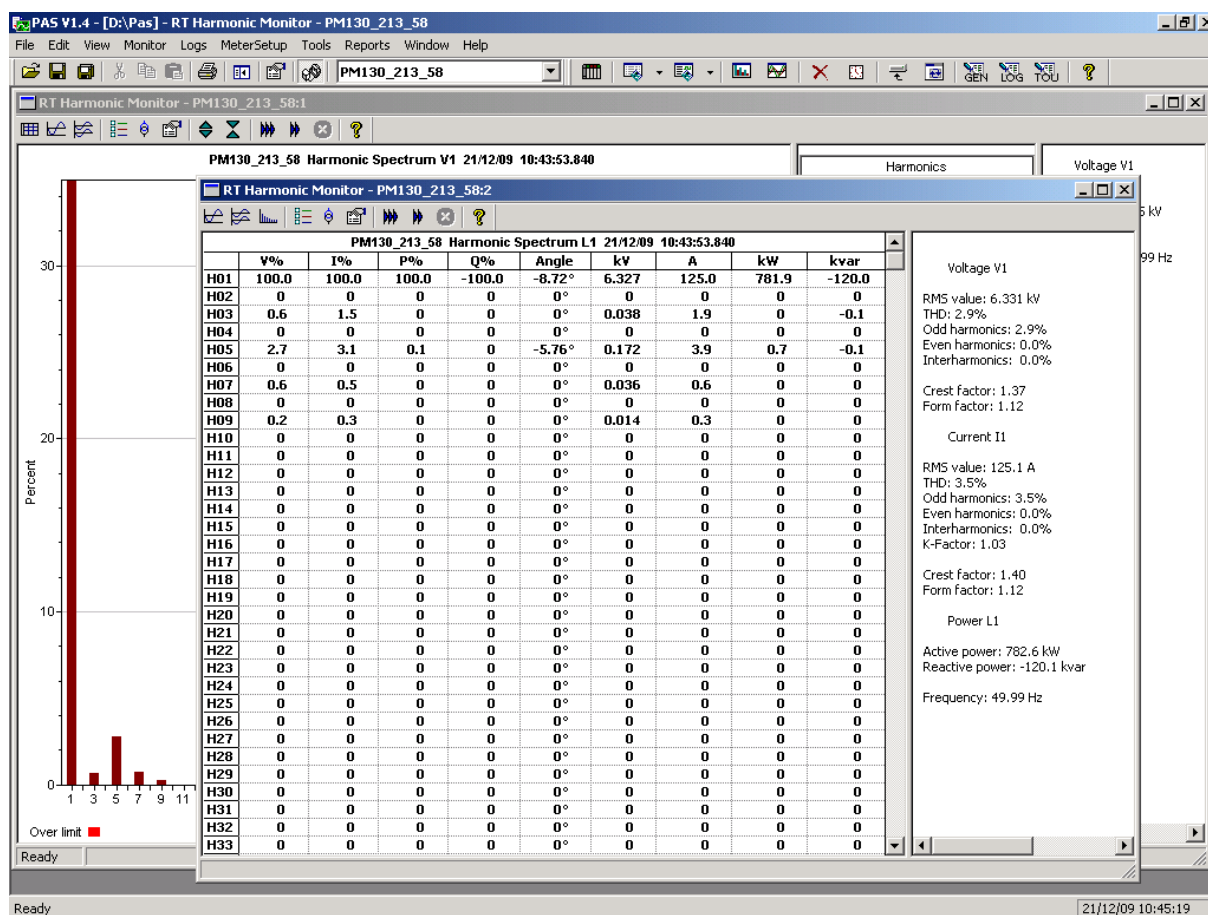 PAS V1.4 - [D:\Pas] - RT Harmonic Monitor - PM130_213_58
File Edit View Monitor Logs MeterSetup Tools Reports Window Help
PM130_213_58 GEN LOG TOU
RT Harmonic Monitor - PM130_213_58:1
PM130_213_58 Harmonic Spectrum V1 21/12/09 10:43:53.840
Harmonics
Voltage V1
kV
99 Hz
30
20
10
0
Percent
1 3 5 7 9 11
Over limit
Ready
RT Harmonic Monitor - PM130_213_58:2
PM130_213_58 Harmonic Spectrum L1 21/12/09 10:43:53.840
V% I% P% Q% Angle kV A kW kvar
H01 100.0 100.0 100.0 -100.0 -8.72° 6.327 125.0 781.9 -120.0
H02 0 0 0 0 0° 0 0 0 0
H03 0.6 1.5 0 0 0° 0.038 1.9 0 -0.1
H04 0 0 0 0 0° 0 0 0 0
H05 2.7 3.1 0.1 0 -5.76° 0.172 3.9 0.7 -0.1
H06 0 0 0 0 0° 0 0 0 0
H07 0.6 0.5 0 0 0° 0.036 0.6 0 0
H08 0 0 0 0 0° 0 0 0 0
H09 0.2 0.3 0 0 0° 0.014 0.3 0 0
H10 0 0 0 0 0° 0 0 0 0
H11 0 0 0 0 0° 0 0 0 0
H12 0 0 0 0 0° 0 0 0 0
H13 0 0 0 0 0° 0 0 0 0
H14 0 0 0 0 0° 0 0 0 0
H15 0 0 0 0 0° 0 0 0 0
H16 0 0 0 0 0° 0 0 0 0
H17 0 0 0 0 0° 0 0 0 0
H18 0 0 0 0 0° 0 0 0 0
H19 0 0 0 0 0° 0 0 0 0
H20 0 0 0 0 0° 0 0 0 0
H21 0 0 0 0 0° 0 0 0 0
H22 0 0 0 0 0° 0 0 0 0
H23 0 0 0 0 0° 0 0 0 0
H24 0 0 0 0 0° 0 0 0 0
H25 0 0 0 0 0° 0 0 0 0
H26 0 0 0 0 0° 0 0 0 0
H27 0 0 0 0 0° 0 0 0 0
H28 0 0 0 0 0° 0 0 0 0
H29 0 0 0 0 0° 0 0 0 0
H30 0 0 0 0 0° 0 0 0 0
H31 0 0 0 0 0° 0 0 0 0
H32 0 0 0 0 0° 0 0 0 0
H33 0 0 0 0 0° 0 0 0 0
Voltage V1
RMS value: 6.331 kV
THD: 2.9%
Odd harmonics: 2.9%
Even harmonics: 0.0%
Interharmonics: 0.0%
Crest factor: 1.37
Form factor: 1.12
Current I1
RMS value: 125.1 A
THD: 3.5%
Odd harmonics: 3.5%
Even harmonics: 0.0%
Interharmonics: 0.0%
K-Factor: 1.03
Crest factor: 1.40
Form factor: 1.12
Power L1
Active power: 782.6 kW
Reactive power: -120.1 kvar
Frequency: 49.99 Hz
Ready
21/12/09 10:45:19